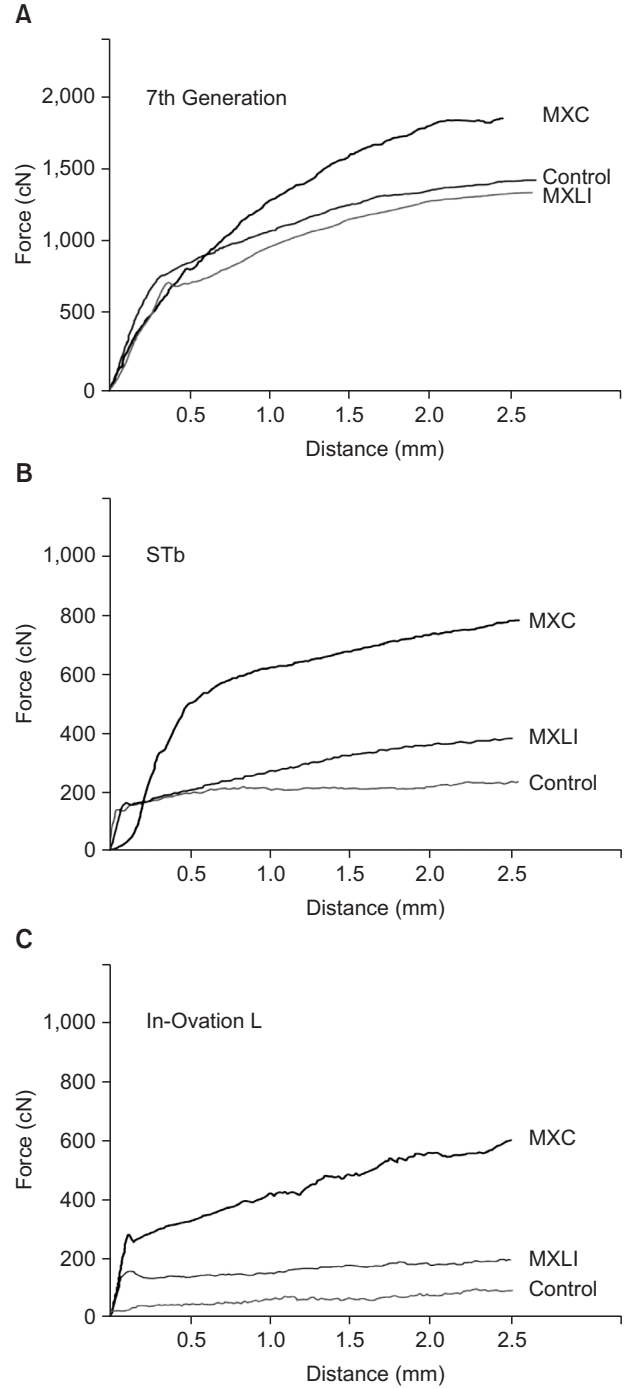 A
7th Generation
Force (cN)
2,000
1,500
1,000
500
0
MXC
Control
MXLI
0.5 1.0 1.5 2.0 2.5
Distance (mm)
B
STb
Force (cN)
1,000
800
600
400
200
0
MXC
MXLI
Control
0.5 1.0 1.5 2.0 2.5
Distance (mm)
C
In-Ovation L
Force (cN)
1,000
800
600
400
200
0
MXC
MXLI
Control
0.5 1.0 1.5 2.0 2.5
Distance (mm)